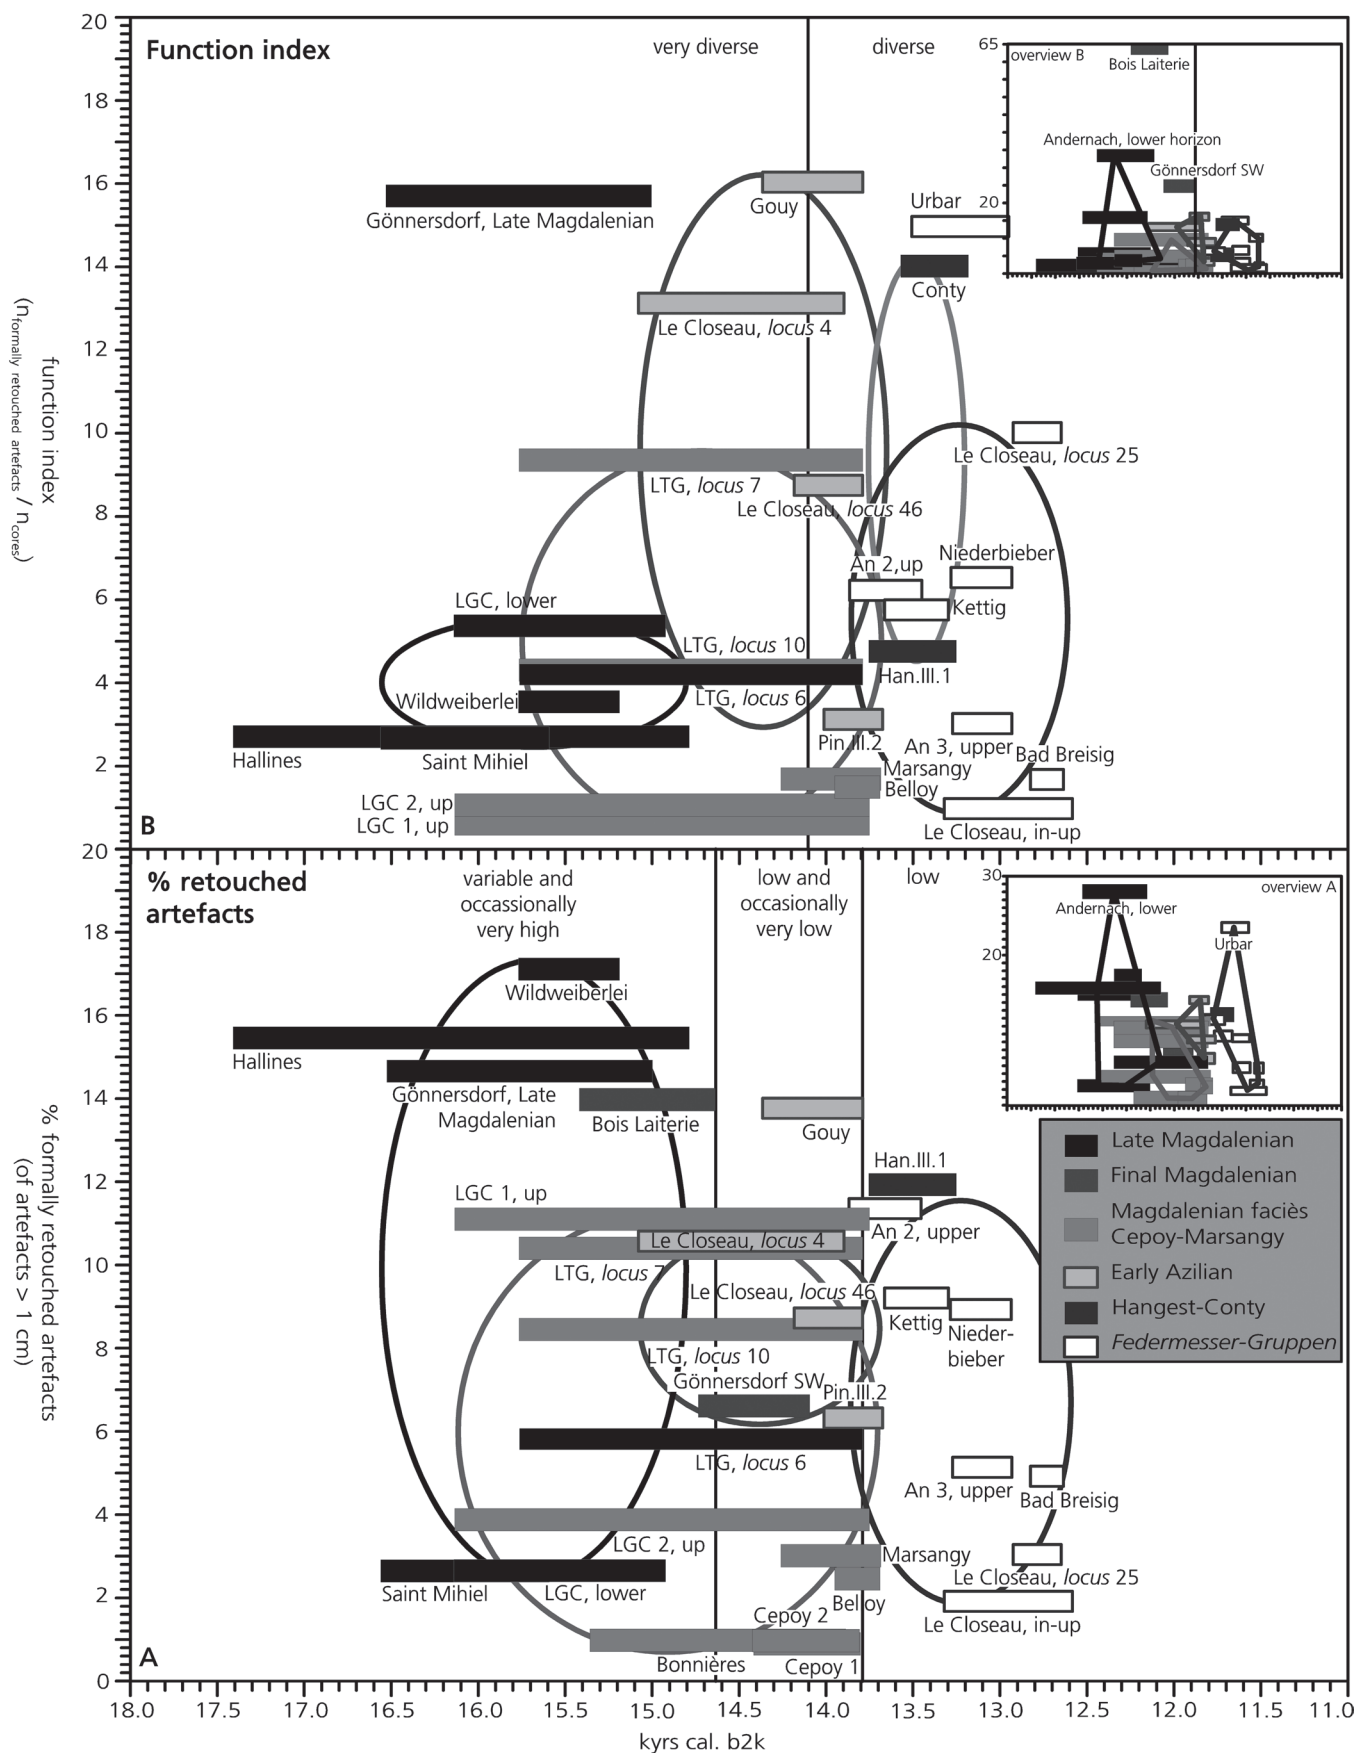 20
18
16
14
12
10
8
6
4
2
function index
(n formally retouched artefacts / n cores)
Function index
very diverse
diverse
65
overview B
Bois Laiterie
Andernach, lower horizon
Gönnersdorf SW
20
Gouy
Gönnersdorf, Late Magdalenian
Urbar
Conty
Le Closeau, locus 4
Le Closeau, locus 25
LTG, locus 7
Le Closeau, locus 46
Niederbieber
An 2,up
LGC, lower
Kettig
LTG, locus 10
Han.III.1
Wildweiberlei
LTG, locus 6
Pin.III.2
An 3, upper
Bad Breisig
Hallines
Saint Mihiel
Marsangy
Belloy
LGC 2, up
LGC 1, up
Le Closeau, in-up
B
20
18
16
14
12
10
8
6
4
2
0
% formally retouched artefacts
(of artefacts > 1 cm)
% retouched
artefacts
variable and
occassionally
very high
low and
occasionally
very low
low
30
overview A
Andernach, lower
Urbar
20
Wildweiberlei
Hallines
Gönnersdorf, Late
Magdalenian
Bois Laiterie
Gouy
Late Magdalenian
Final Magdalenian
Magdalenian faciès
Cepoy-Marsangy
Early Azilian
Hangest-Conty
Federmesser-Gruppen
Han.III.1
LGC 1, up
An 2, upper
Le Closeau, locus 4
LTG, locus 7
Le Closeau, locus 46
Kettig
Nieder-
bieber
LTG, locus 10
Gönnersdorf SW
Pin.III.2
LTG, locus 6
An 3, upper
Bad Breisig
LGC 2, up
Marsangy
Le Closeau, locus 25
Saint Mihiel
LGC, lower
Belloy
Cepoy 2
Le Closeau, in-up
A
Bonnières
Cepoy 1
18.0 17.5 17.0 16.5 16.0 15.5 15.0 14.5 14.0 13.5 13.0 12.5 12.0 11.5 11.0
kyrs cal. b2k